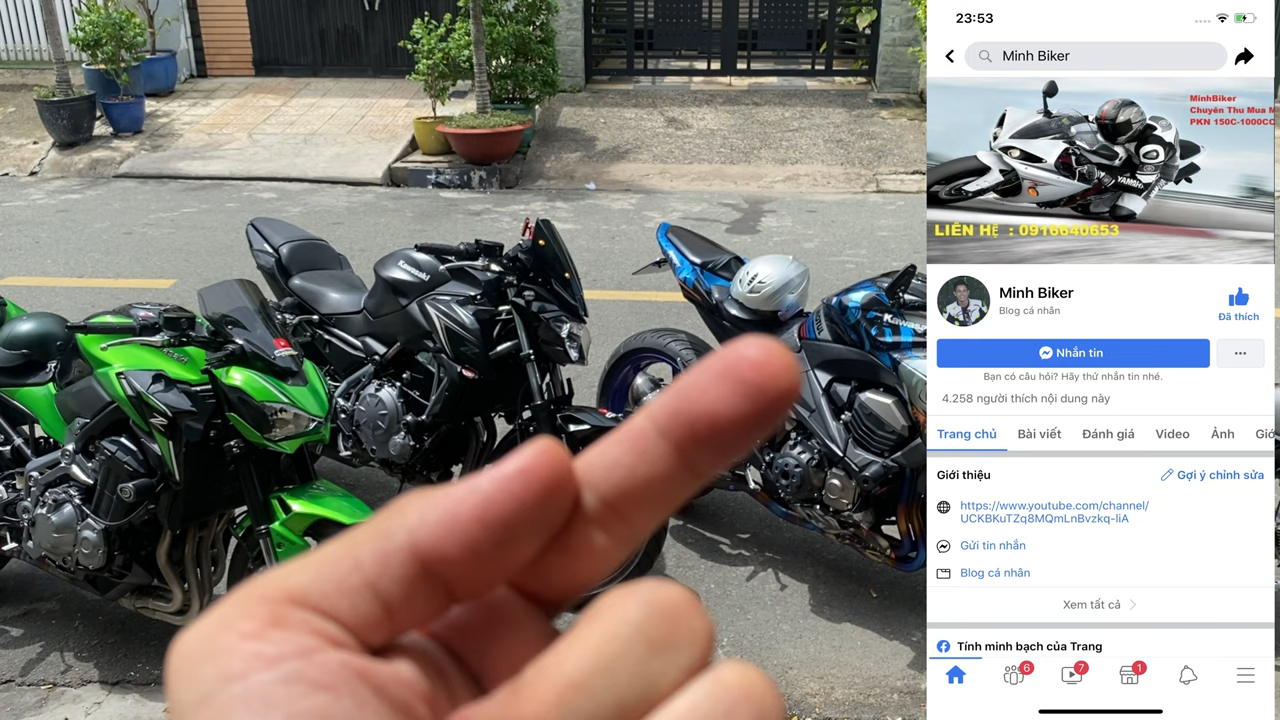 Kawasaki
Z
Kawas
23:53
Minh Biker
MinhBiker
Chuyên Thu Mua M
PKN 150C-1000CC
YAMAHA
LIÊN HỆ : 0916640653
Minh Biker
Blog cá nhân
Đã thích
Nhắn tin
Bạn có câu hỏi? Hãy thử nhắn tin nhé.
4.258 người thích nội dung này
Trang chủ Bài viết Đánh giá Video Ảnh Giớ
Giới thiệu
Gợi ý chỉnh sửa
https://www.youtube.com/channel/
UCKBKuTZq8MQmLnBvzkq-liA
Gửi tin nhắn
Blog cá nhân
Xem tất cả
Tính minh bạch của Trang
6 7 1